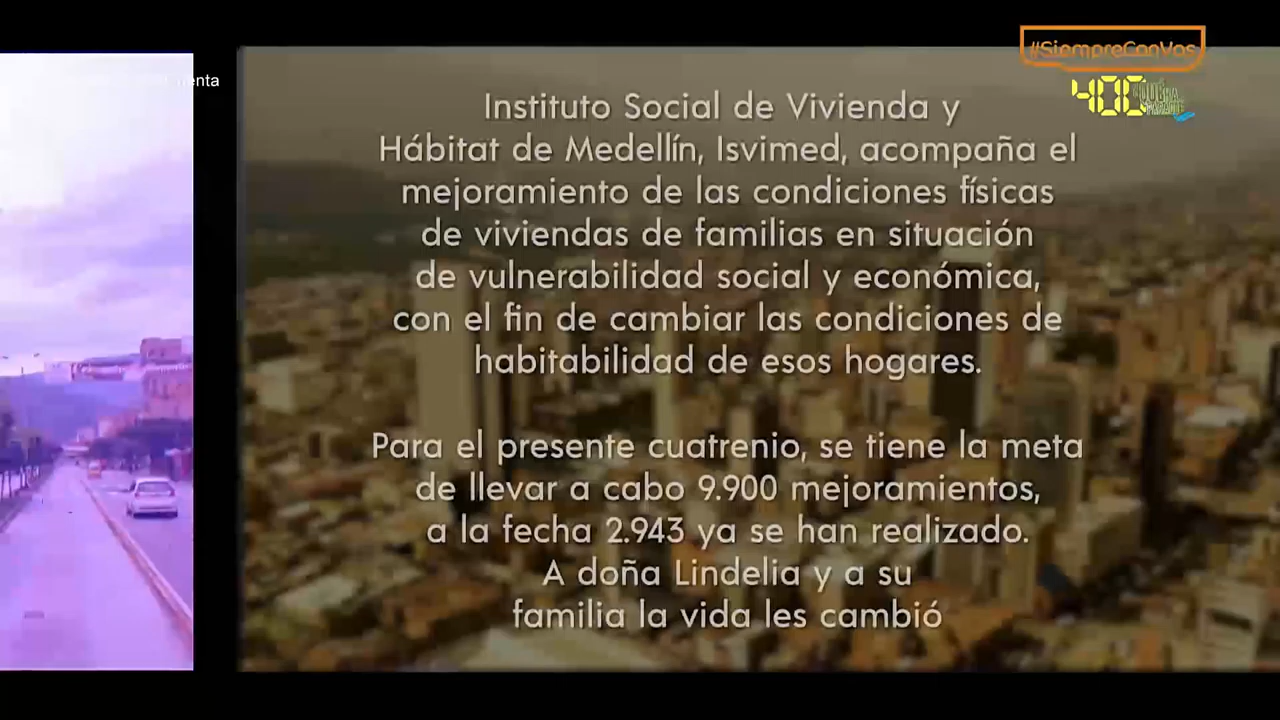 #SiempreConVos
400
Instituto Social de Vivienda y
Hábitat de Medellín, Isvimed, acompaña el
mejoramiento de las condiciones físicas
de viviendas de familias en situación
de vulnerabilidad social y económica,
con el fin de cambiar las condiciones de
habitabilidad de esos hogares.
Para el presente cuatrenio, se tiene la meta
de llevar a cabo 9.900 mejoramientos,
a la fecha 2.943 ya se han realizado.
A doña Lindelia y a su
familia la vida les cambió